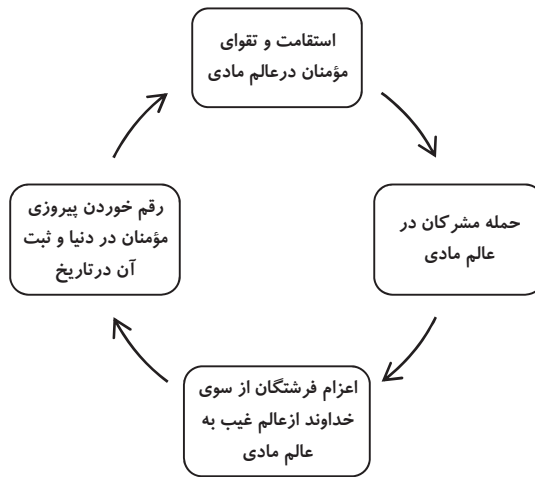 استقامت و تقوای
مؤمنان درعالم مادی
حمله مشرکان در
عالم مادی
اعزام فرشتگان از سوی
خداوند ازعالم غیب به
عالم مادی
رقم خوردن پیروزی
مؤمنان در دنیا و ثبت
آن درتاریخ